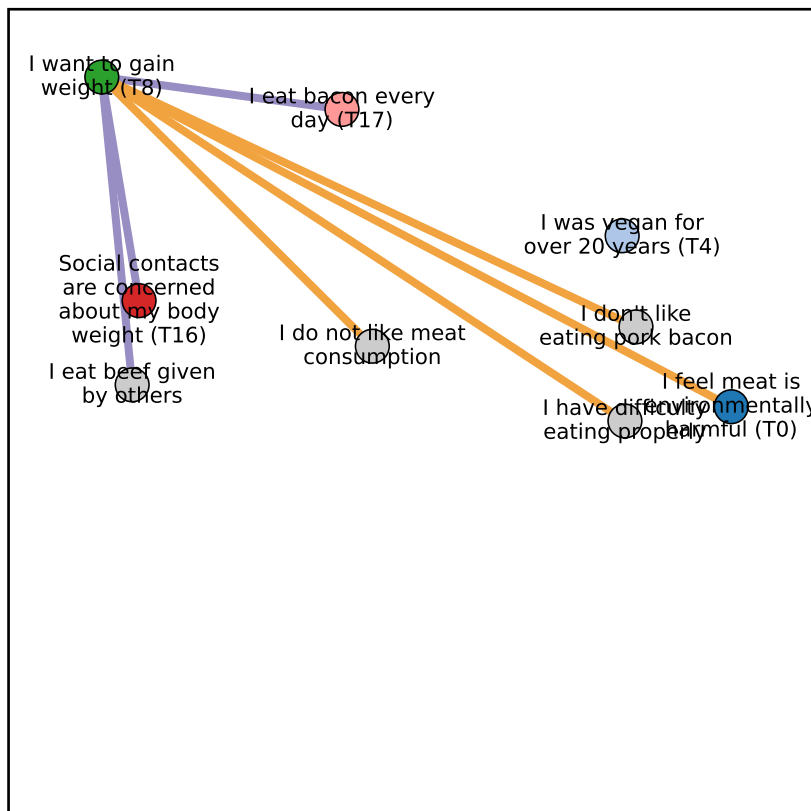 I want to gain
weight (T8)
I eat bacon every
day (T17)
I was vegan for
over 20 years (T4)
Social contacts
are concerned
about my body
weight (T16)
I do not like meat
consumption
I don't like
eating pork bacon
I eat beef given
by others
I have difficulty
eating properly
I feel meat is
environmentally
harmful (T0)